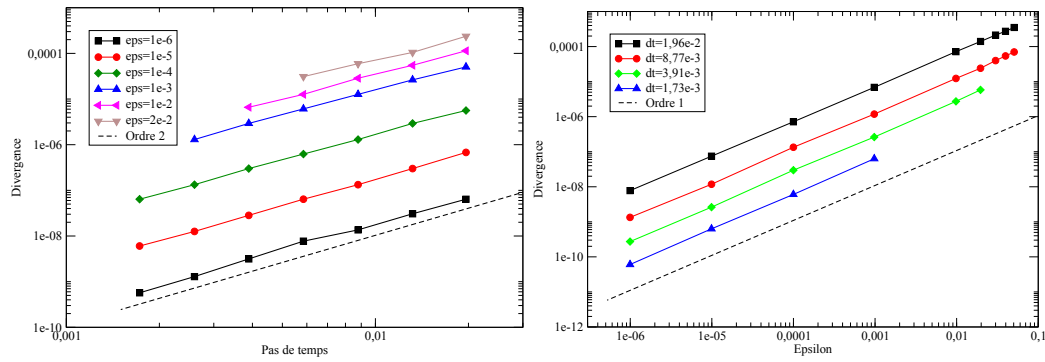 0,0001
1e-06
1e-08
1e-10
Divergence
eps=1e-6
eps=1e-5
eps=1e-4
eps=1e-3
eps=1e-2
eps=2e-2
Ordre 2
0,001
0,01
Pas de temps
0,0001
1e-06
1e-08
1e-10
1e-12
Divergence
dt=1,96e-2
dt=8,77e-3
dt=3,91e-3
dt=1,73e-3
Ordre 1
1e-06
1e-05
0,0001
0,001
0,01
0,1
Epsilon